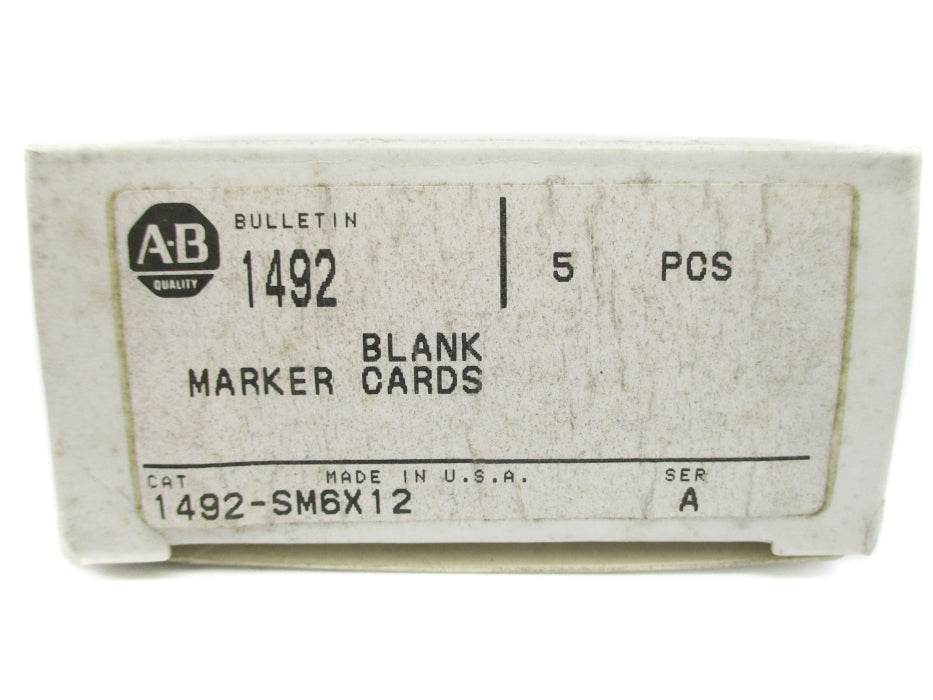 A-B
QUALITY
BULLETIN
1492
5 PCS
BLANK
MARKER CARDS
CAT MADE IN U.S.A. SER
1492-SM6X12 A